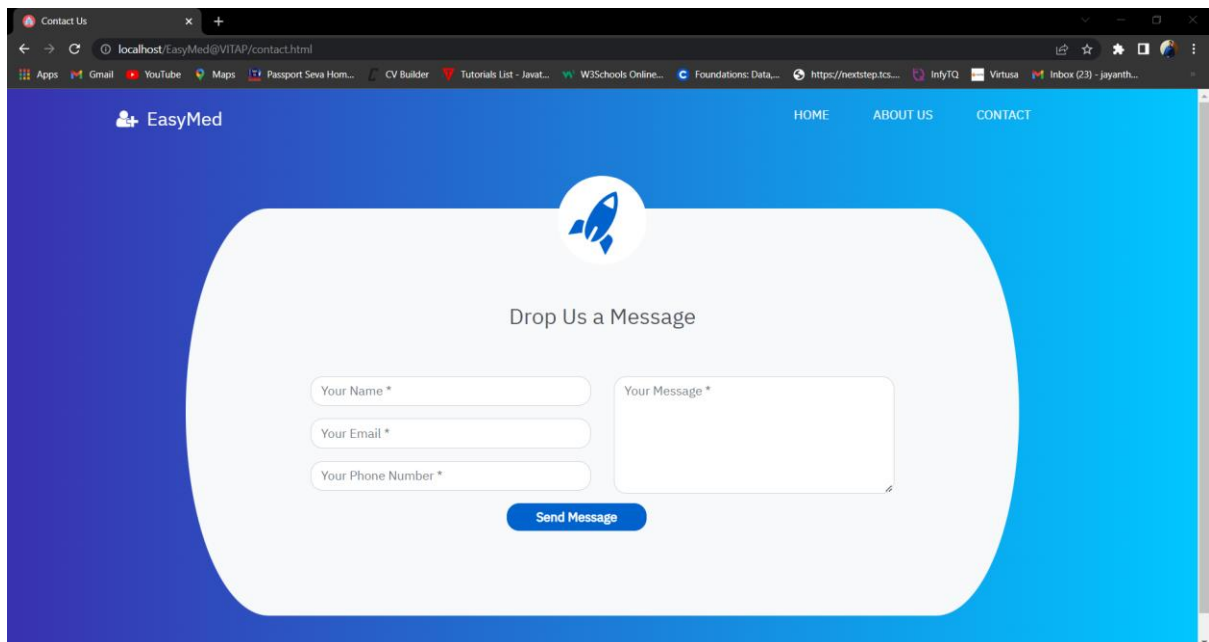 Contact Us
localhost/EasyMed@VITAP/contact.html
Apps Gmail YouTube Maps Passport Seva Hom... CV Builder Tutorials List - Javat... W3Schools Online... Foundations: Data,... https://nextstep.tcs.... InfyTQ Virtusa Inbox (23) - jayanth...
EasyMed HOME ABOUT US CONTACT
Drop Us a Message
Your Name * Your Message *
Your Email *
Your Phone Number *
Send Message